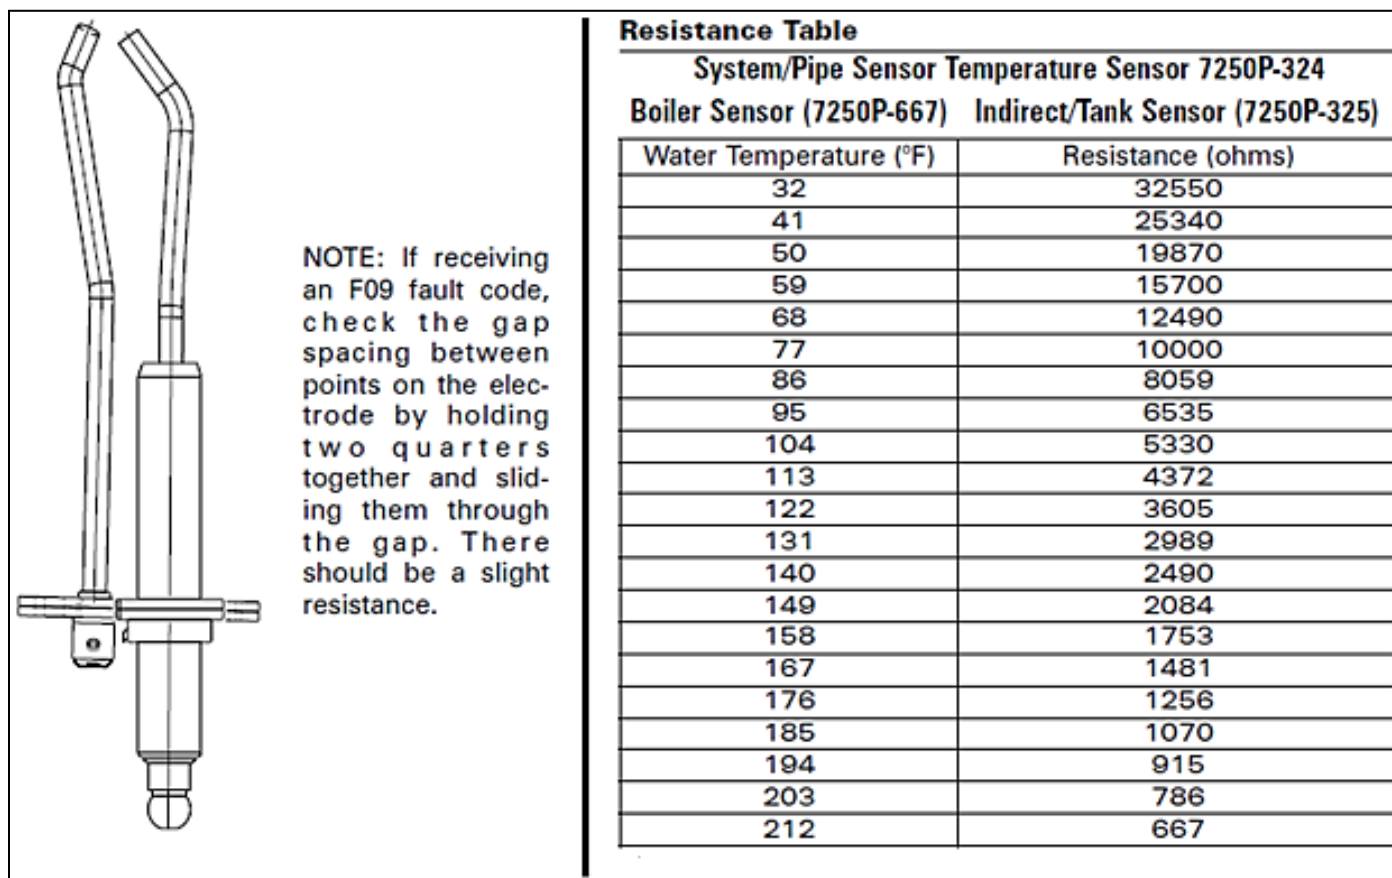 NOTE: If receiving
an F09 fault code,
check the gap
spacing between
points on the elec-
trode by holding
two quarters
together and slid-
ing them through
the gap. There
should be a slight
resistance.
Resistance Table
System/Pipe Sensor Temperature Sensor 7250P-324
Boiler Sensor (7250P-667) Indirect/Tank Sensor (7250P-325)
Water Temperature (ºF) Resistance (ohms)
32 32550
41 25340
50 19870
59 15700
68 12490
77 10000
86 8059
95 6535
104 5330
113 4372
122 3605
131 2989
140 2490
149 2084
158 1753
167 1481
176 1256
185 1070
194 915
203 786
212 667